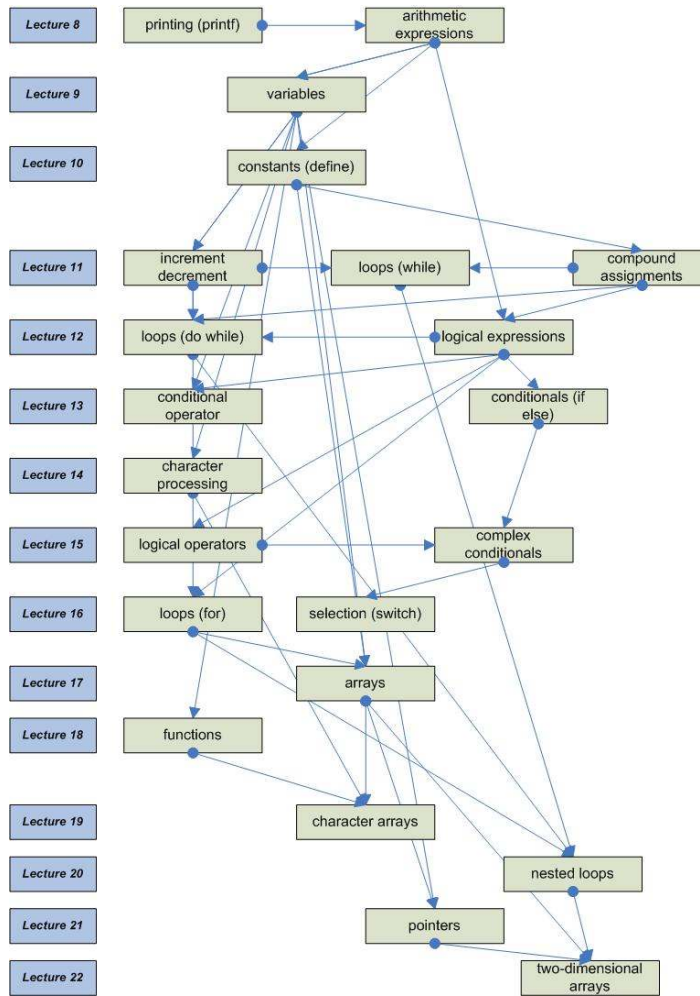 Lecture 8
printing (printf)
arithmetic
expressions
Lecture 9
variables
Lecture 10
constants (define)
Lecture 11
increment
decrement
loops (while)
compound
assignments
Lecture 12
loops (do while)
logical expressions
Lecture 13
conditional
operator
conditionals (if
else)
Lecture 14
character
processing
Lecture 15
logical operators
complex
conditionals
Lecture 16
loops (for)
selection (switch)
Lecture 17
arrays
Lecture 18
functions
Lecture 19
character arrays
Lecture 20
nested loops
Lecture 21
pointers
Lecture 22
two-dimensional
arrays